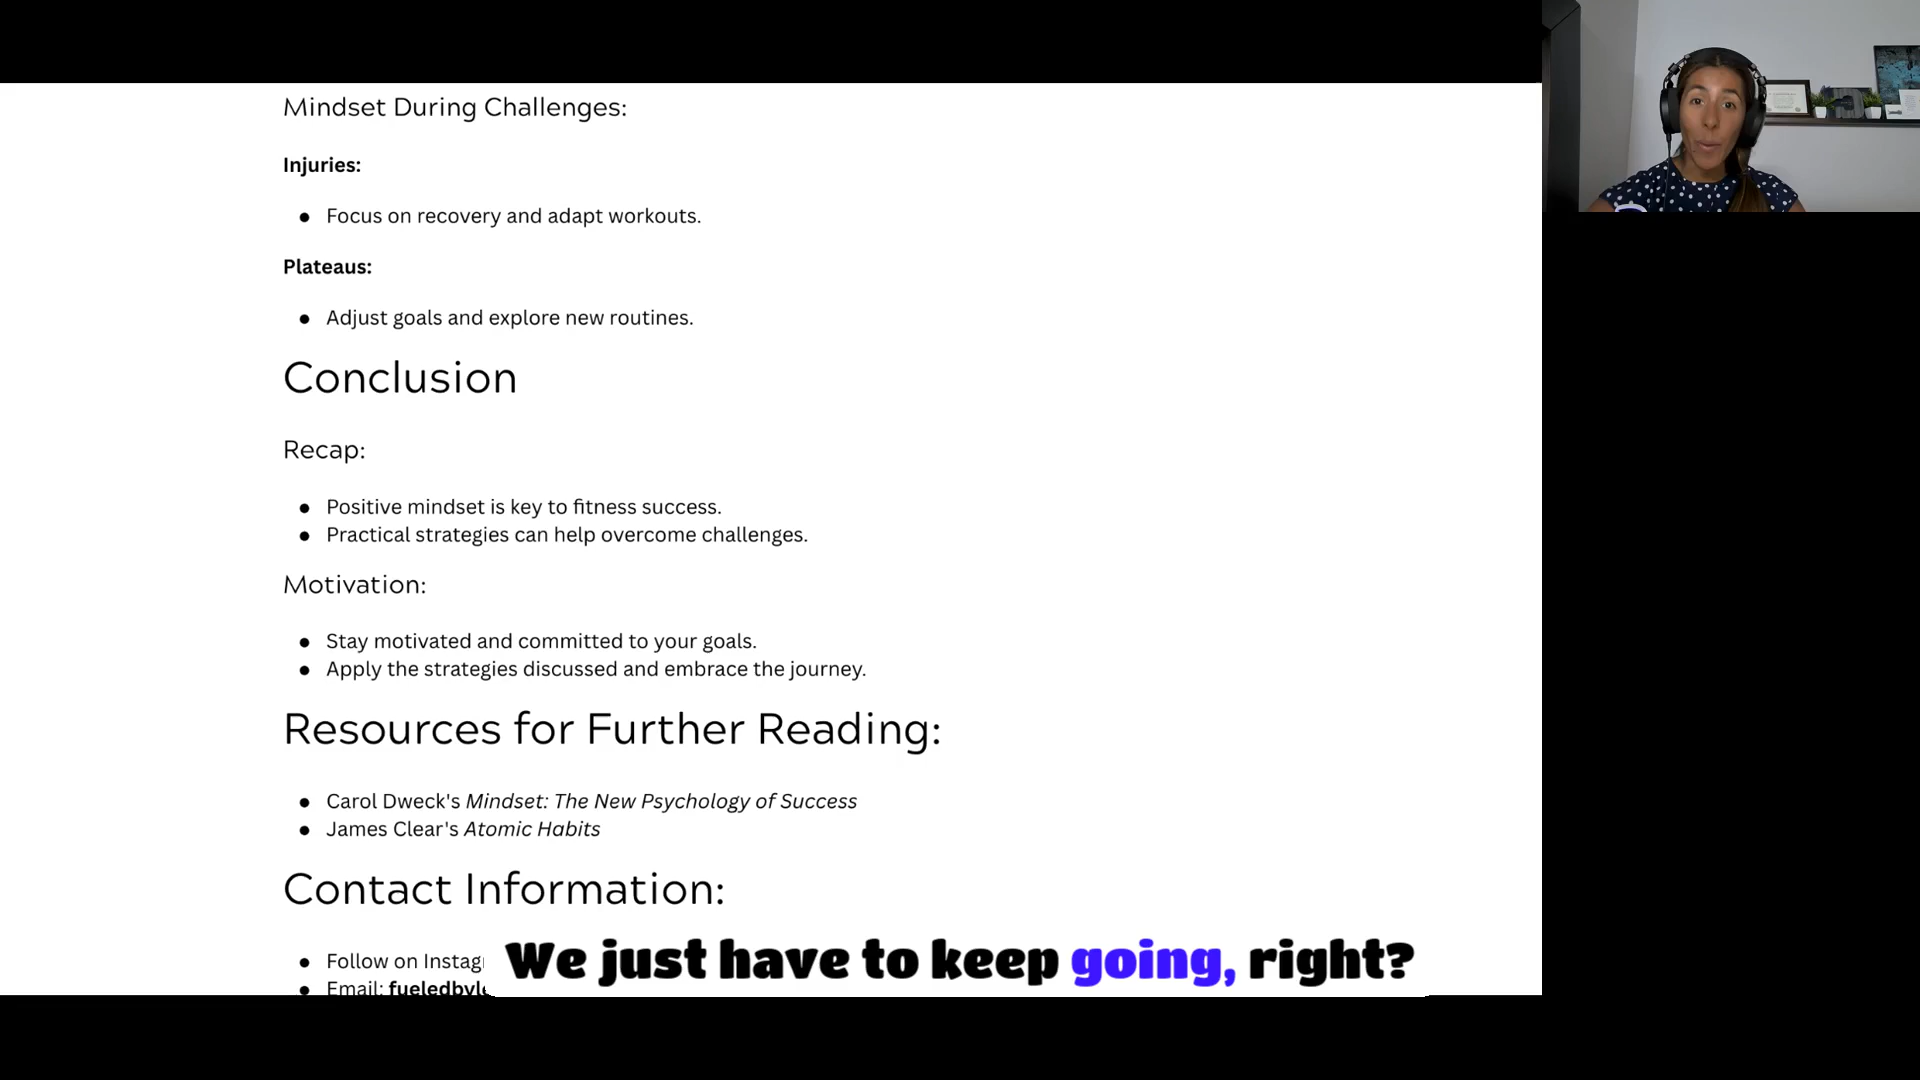 Mindset During Challenges:
Injuries:
● Focus on recovery and adapt workouts.
Plateaus:
● Adjust goals and explore new routines.
Conclusion
Recap:
● Positive mindset is key to fitness success.
● Practical strategies can help overcome challenges.
Motivation:
● Stay motivated and committed to your goals.
● Apply the strategies discussed and embrace the journey.
Resources for Further Reading:
● Carol Dweck's Mindset: The New Psychology of Success
● James Clear's Atomic Habits
Contact Information:
● Follow on
● Email:
We just have to keep going, right?